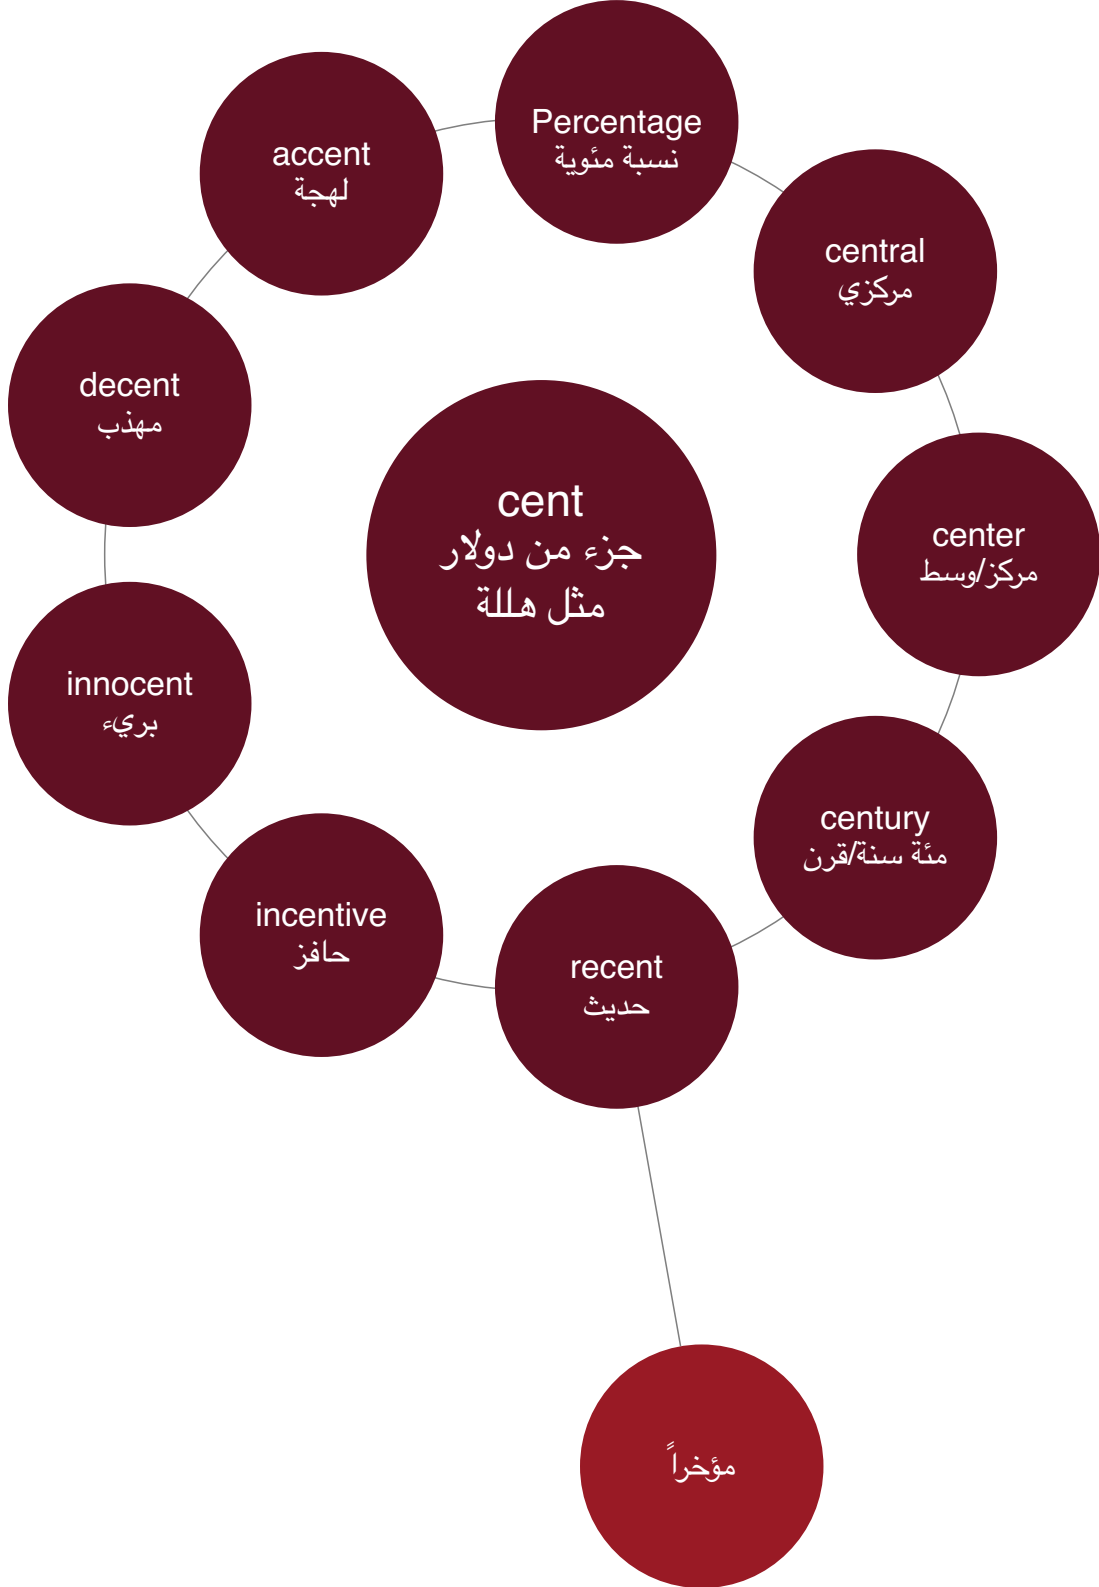 Percentage
نسبة مئوية
accent
لهجة
central
مركزي
decent
مهذب
cent
جزء من دولار
مثل هللة
center
مركز/وسط
innocent
بريء
century
مئة سنة/قرن
incentive
حافز
recent
حديث
مؤخراً